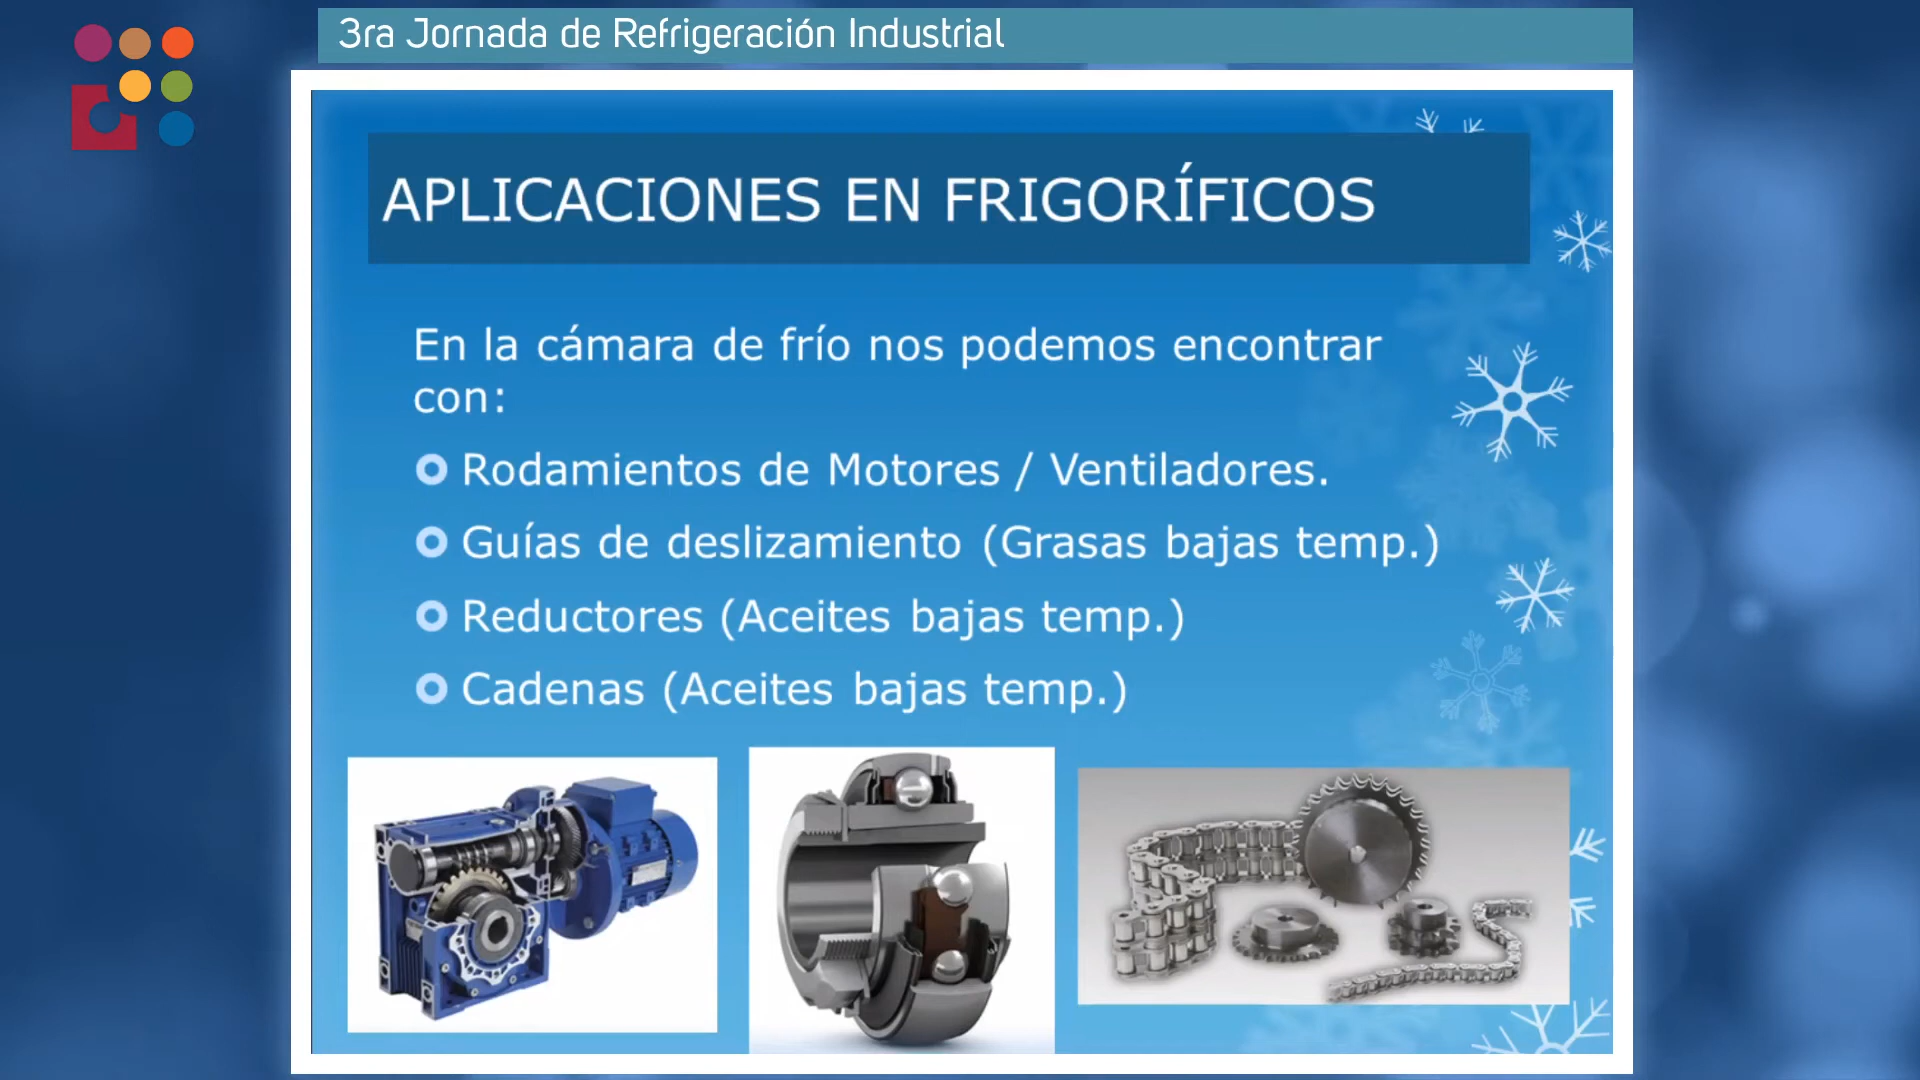 3ra Jornada de Refrigeración Industrial
APLICACIONES EN FRIGORÍFICOS
En la cámara de frío nos podemos encontrar
con:
Rodamientos de Motores / Ventiladores.
Guías de deslizamiento (Grasas bajas temp.)
Reductores (Aceites bajas temp.)
Cadenas (Aceites bajas temp.)